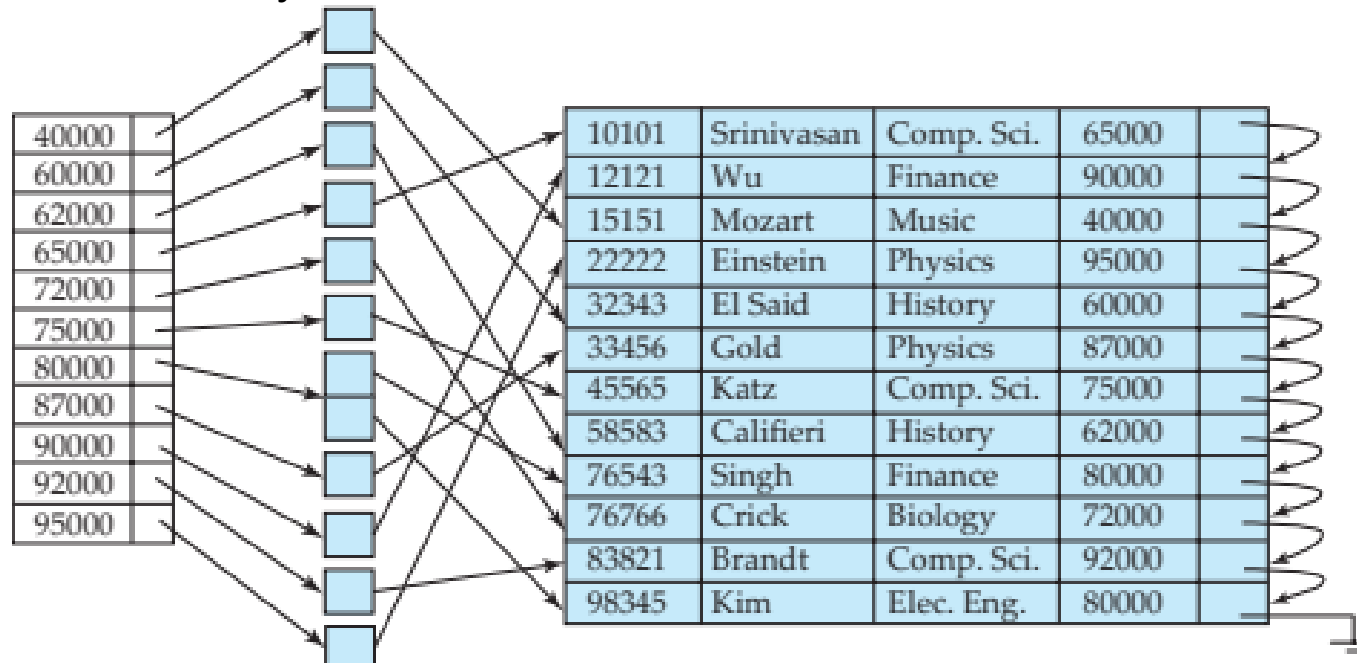 40000
60000
62000
65000
72000
75000
80000
87000
90000
92000
95000
10101 Srinivasan Comp. Sci. 65000
12121 Wu Finance 90000
15151 Mozart Music 40000
22222 Einstein Physics 95000
32343 El Said History 60000
33456 Gold Physics 87000
45565 Katz Comp. Sci. 75000
58583 Califieri History 62000
76543 Singh Finance 80000
76766 Crick Biology 72000
83821 Brandt Comp. Sci. 92000
98345 Kim Elec. Eng. 80000